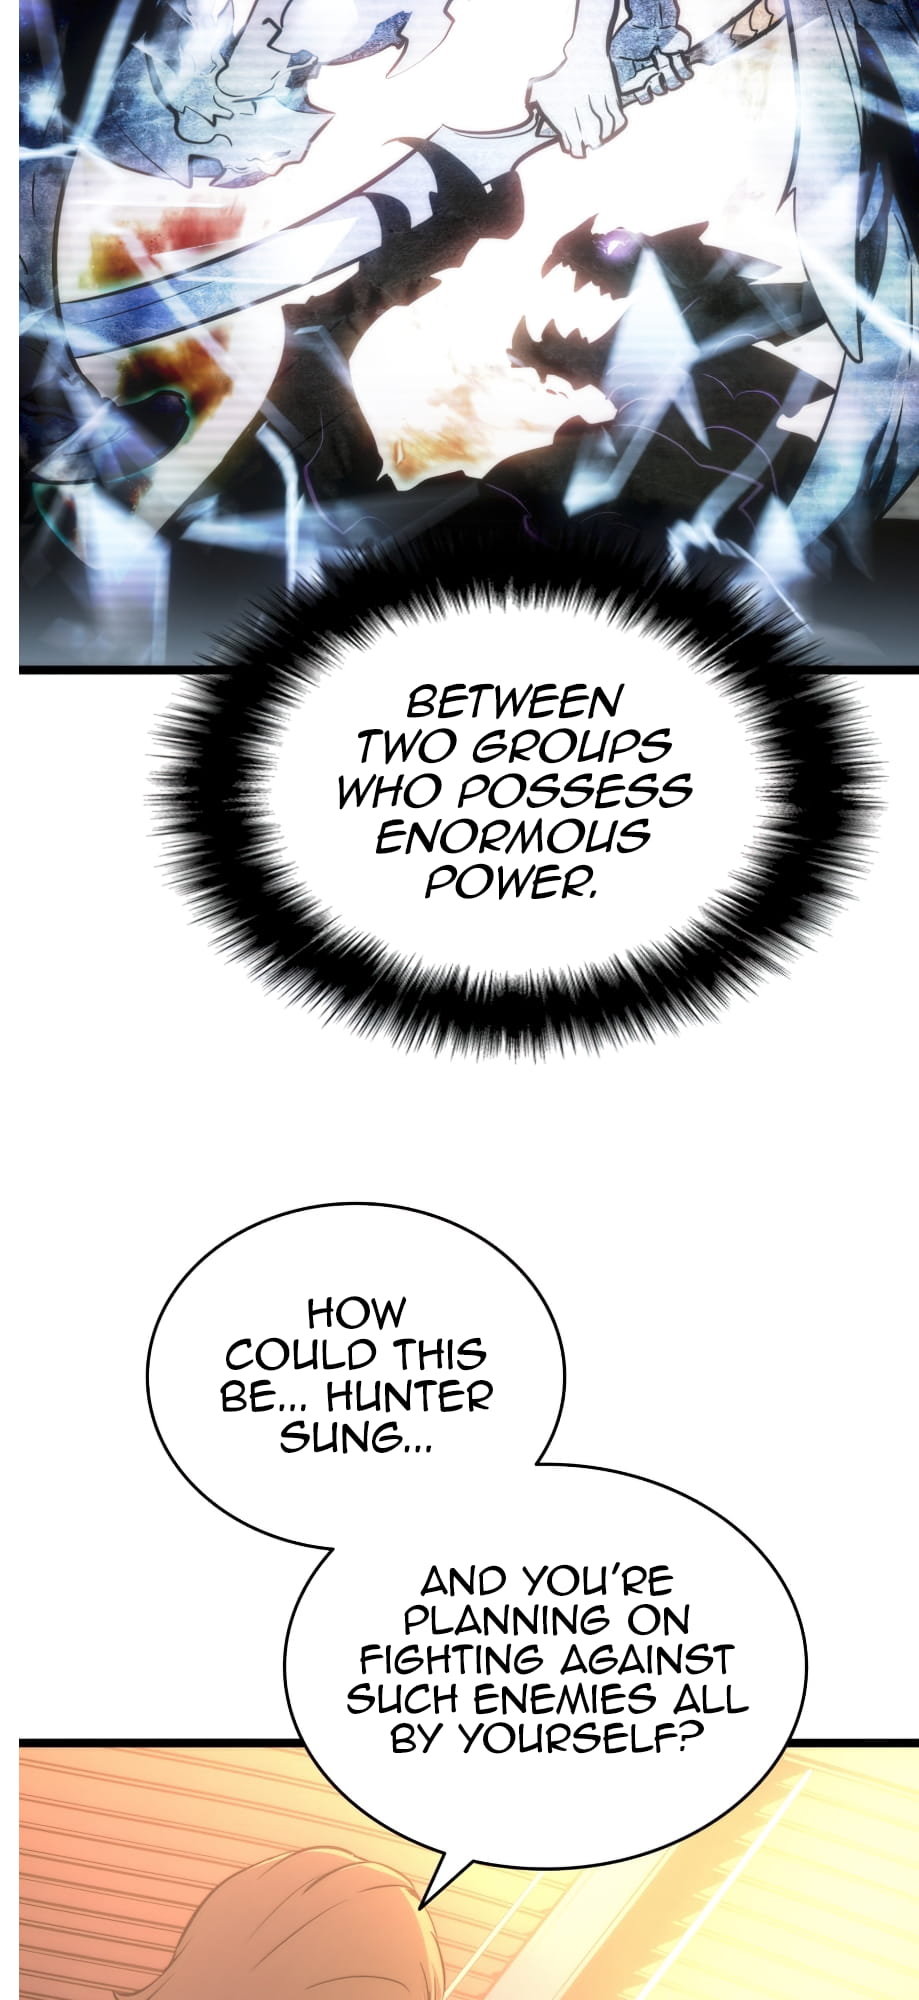 BETWEEN
TWO GROUPS
WHO POSSESS
ENORMOUS
POWER.
HOW
COULD THIS
BE... HUNTER
SUNG...
AND YOU'RE
PLANNING ON
FIGHTING AGAINST
SUCH ENEMIES ALL
BY YOURSELF?